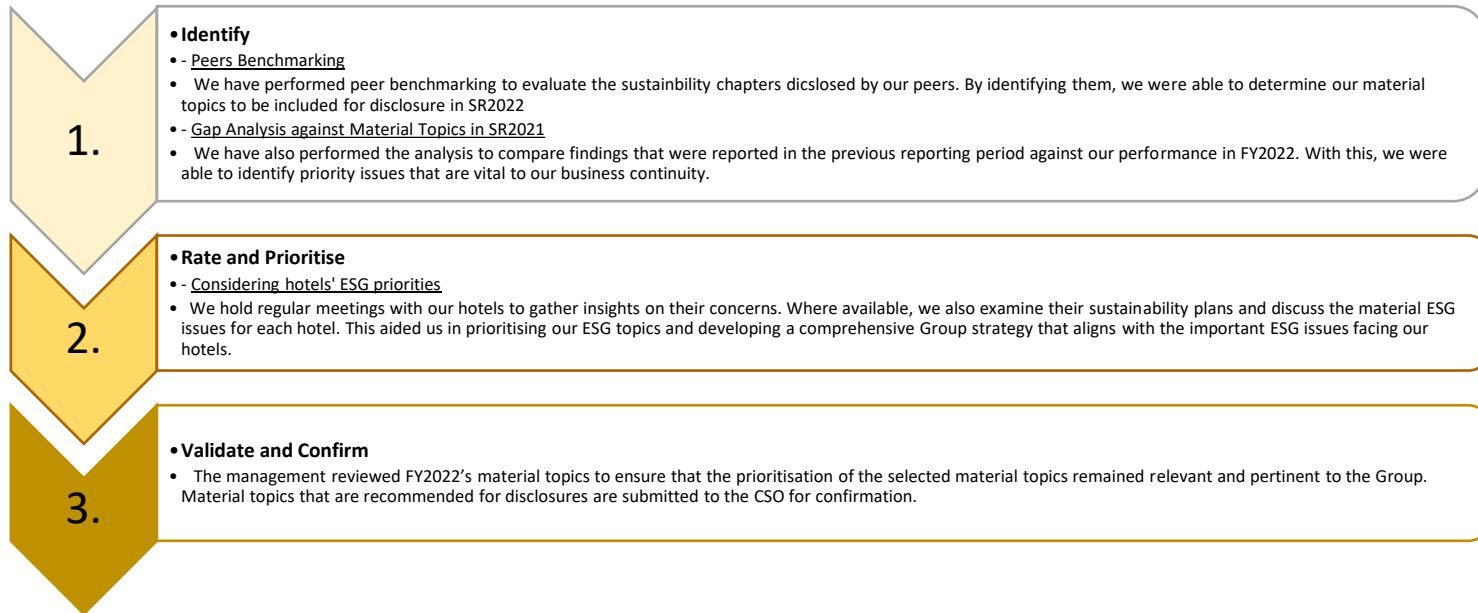 1.
•Identify
• - Peers Benchmarking
• We have performed peer benchmarking to evaluate the sustainbility chapters dicslosed by our peers. By identifying them, we were able to determine our material
topics to be included for disclosure in SR2022
• - Gap Analysis against Material Topics in SR2021
• We have also performed the analysis to compare findings that were reported in the previous reporting period against our performance in FY2022. With this, we were
able to identify priority issues that are vital to our business continuity.
2.
•Rate and Prioritise
• - Considering hotels' ESG priorities
• We hold regular meetings with our hotels to gather insights on their concerns. Where available, we also examine their sustainability plans and discuss the material ESG
issues for each hotel. This aided us in prioritising our ESG topics and developing a comprehensive Group strategy that aligns with the important ESG issues facing our
hotels.
3.
•Validate and Confirm
• The management reviewed FY2022’s material topics to ensure that the prioritisation of the selected material topics remained relevant and pertinent to the Group.
Material topics that are recommended for disclosures are submitted to the CSO for confirmation.